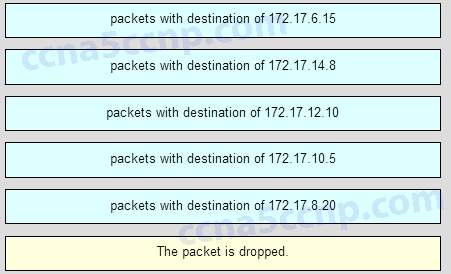 packets with destination of 172.17.6.15
ccna5ccnp.com
packets with destination of 172.17.14.8
packets with destination of 172.17.12.10
packets with destination of 172.17.10.5
packets with destination of 172.17.8.20
ccna5ccnp.com
The packet is dropped.